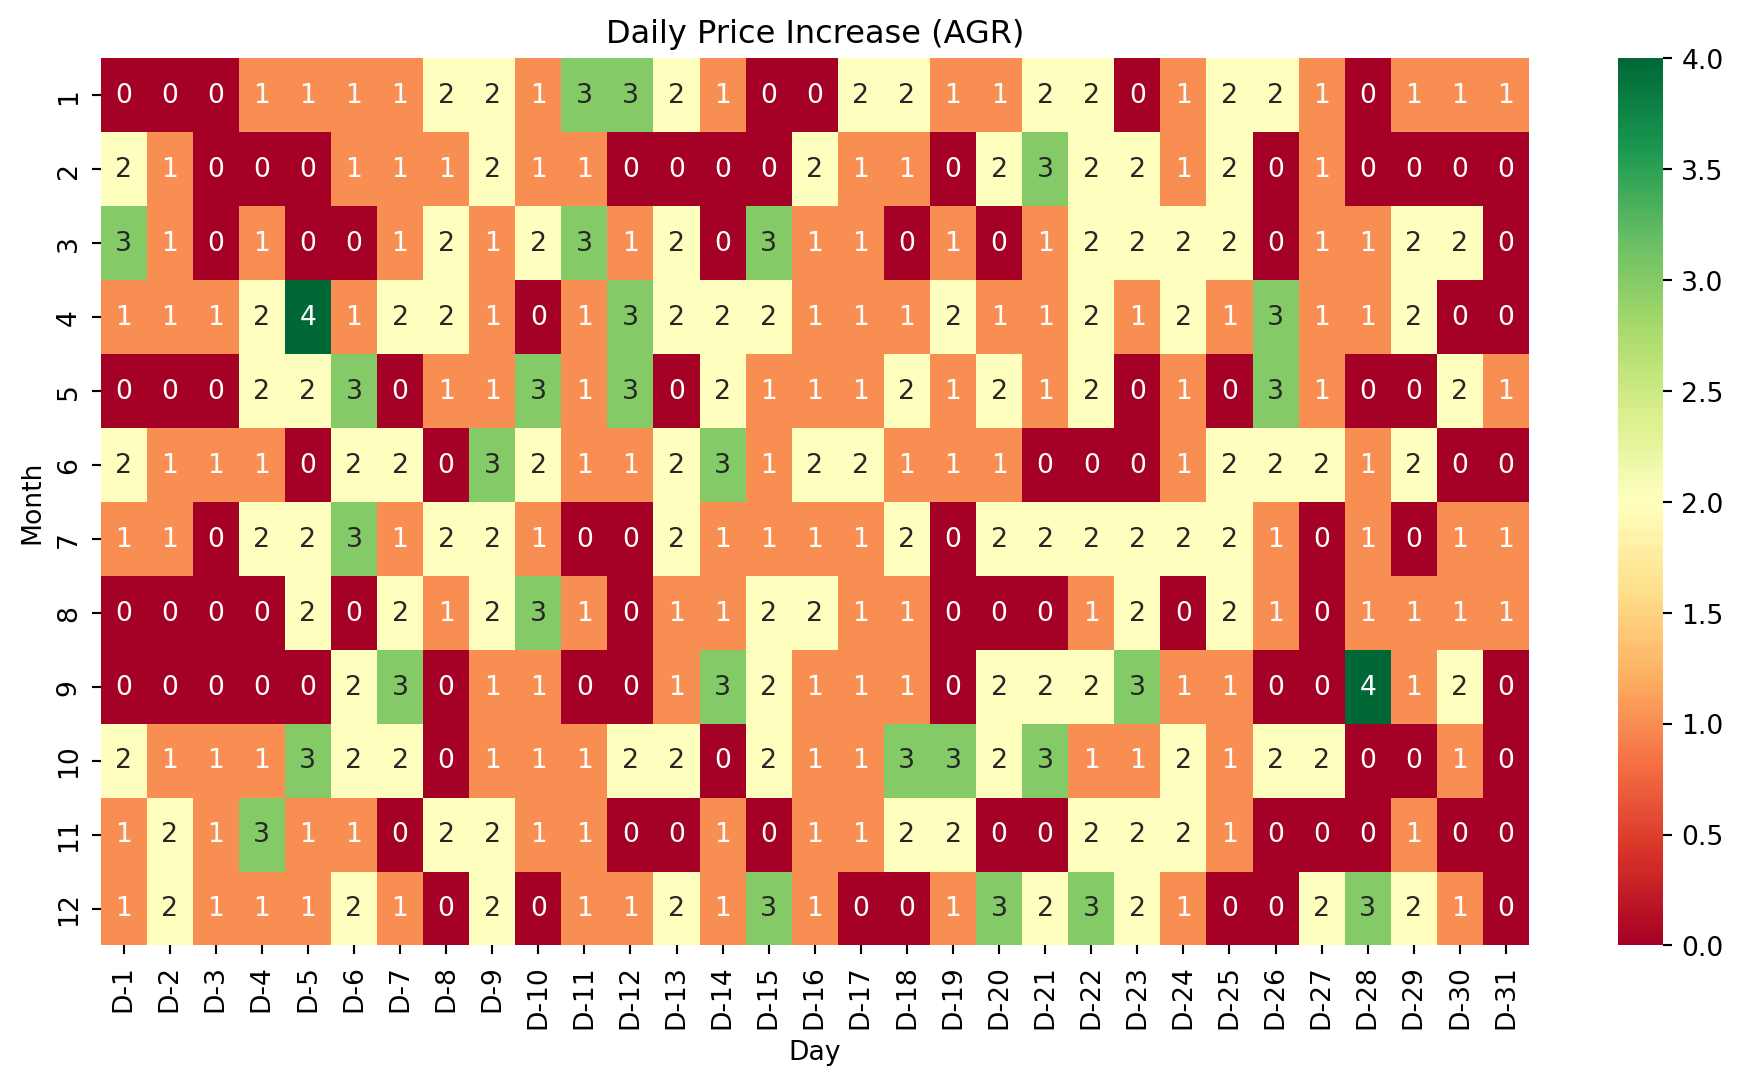 Daily Price Increase (AGR)
1 0 0 0 1 1 1 1 2 2 1 3 3 2 1 0 0 2 2 1 1 2 2 0 1 2 2 1 0 1 1 1
2 2 1 0 0 0 1 1 1 2 1 1 0 0 0 0 2 1 1 0 2 3 2 2 1 2 0 1 0 0 0 0
3 3 1 0 1 0 0 1 2 1 2 3 1 2 0 3 1 1 0 1 0 1 2 2 2 2 0 1 1 2 2 0
4 1 1 1 2 4 1 2 2 1 0 1 3 2 2 2 1 1 1 2 1 1 2 1 2 1 3 1 1 2 0 0
5 0 0 0 2 2 3 0 1 1 3 1 3 0 2 1 1 1 2 1 2 1 2 0 1 0 3 1 0 0 2 1
6 2 1 1 1 0 2 2 0 3 2 1 1 2 3 1 2 2 1 1 1 0 0 0 1 2 2 2 1 2 0 0
7 1 1 0 2 2 3 1 2 2 1 0 0 2 1 1 1 1 2 0 2 2 2 2 2 2 1 0 1 0 1 1
8 0 0 0 0 2 0 2 1 2 3 1 0 1 1 2 2 1 1 0 0 0 1 2 0 2 1 0 1 1 1 1
9 0 0 0 0 0 2 3 0 1 1 0 0 1 3 2 1 1 1 0 2 2 2 3 1 1 0 0 4 1 2 0
10 2 1 1 1 3 2 2 0 1 1 1 2 2 0 2 1 1 3 3 2 3 1 1 2 1 2 2 0 0 1 0
11 1 2 1 3 1 1 0 2 2 1 1 0 0 1 0 1 1 2 2 0 0 2 2 2 1 0 0 0 1 0 0
12 1 2 1 1 1 2 1 0 2 0 1 1 2 1 3 1 0 0 1 3 2 3 2 1 0 0 2 3 2 1 0
Month
D-1 D-2 D-3 D-4 D-5 D-6 D-7 D-8 D-9 D-10 D-11 D-12 D-13 D-14 D-15 D-16 D-17 D-18 D-19 D-20 D-21 D-22 D-23 D-24 D-25 D-26 D-27 D-28 D-29 D-30 D-31
Day
4.0
3.5
3.0
2.5
2.0
1.5
1.0
0.5
0.0